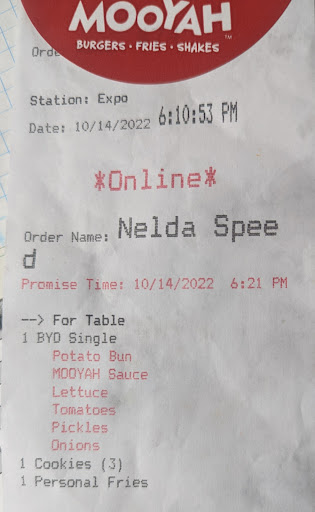 MOOYAH
BURGERS • FRIES • SHAKES
™
Station: Expo
Date: 10/14/2022 6:10:53 PM
*Online*
Order Name: Nelda Spee
d
Promise Time: 10/14/2022 6:21 PM
--> For Table
1 BYD Single
Potato Bun
MOOYAH Sauce
Lettuce
Tomatoes
Pickles
Onions
1 Cookies (3)
1 Personal Fries